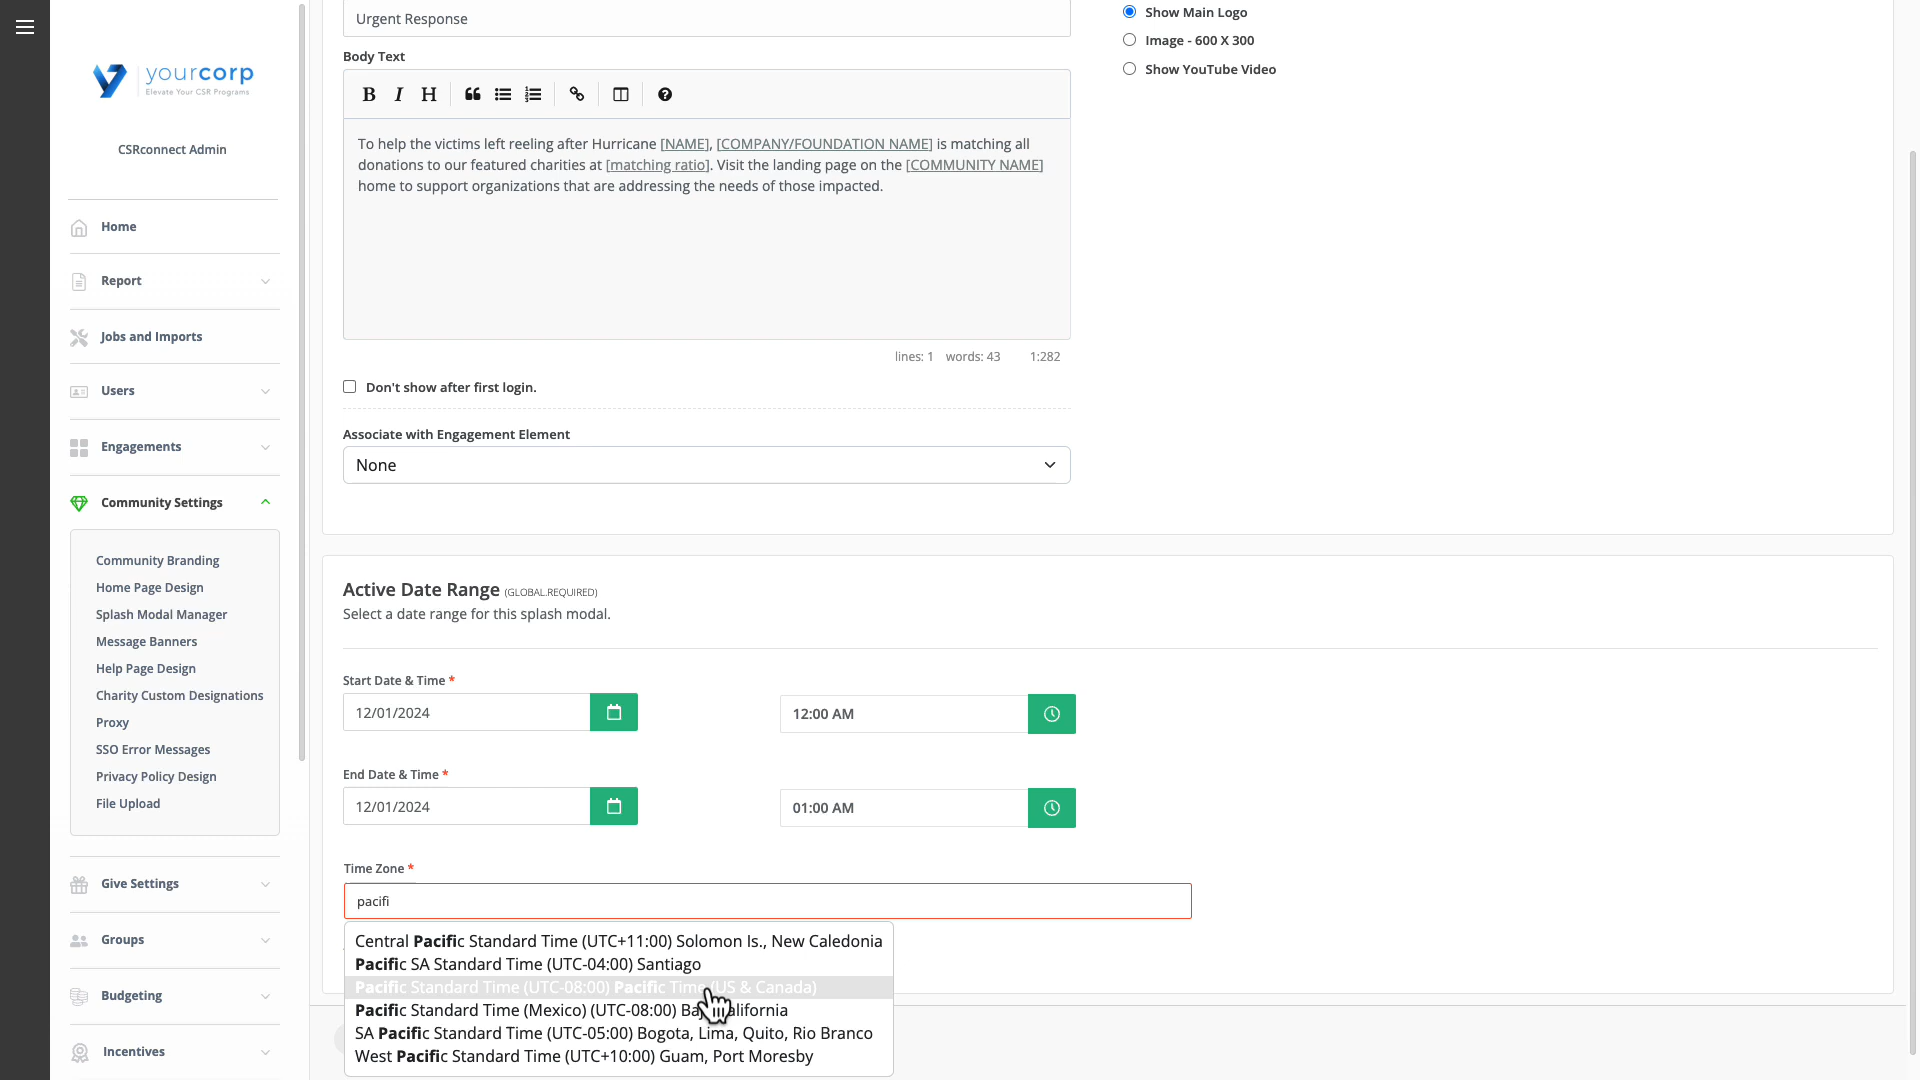 yourcorp
Elevate Your CSR Programs
CSRconnect Admin
Home
Report
Jobs and Imports
Users
Engagements
Community Settings
Community Branding
Home Page Design
Splash Modal Manager
Message Banners
Help Page Design
Charity Custom Designations
Proxy
SSO Error Messages
Privacy Policy Design
File Upload
Give Settings
Groups
Budgeting
Incentives
Urgent Response
Body Text
B I H
To help the victims left reeling after Hurricane [NAME], [COMPANY/FOUNDATION NAME] is matching all
donations to our featured charities at [matching ratio]. Visit the landing page on the [COMMUNITY NAME]
home to support organizations that are addressing the needs of those impacted.
lines: 1 words: 43 1:282
Don't show after first login.
Associate with Engagement Element
None
Show Main Logo
Image - 600 X 300
Show YouTube Video
Active Date Range (GLOBAL.REQUIRED)
Select a date range for this splash modal.
Start Date & Time *
12/01/2024 12:00 AM
End Date & Time *
12/01/2024 01:00 AM
Time Zone *
pacifi
Central Pacific Standard Time (UTC+11:00) Solomon Is., New Caledonia
Pacific SA Standard Time (UTC-04:00) Santiago
Pacific Standard Time (UTC-08:00) Pacific Time (US & Canada)
Pacific Standard Time (Mexico) (UTC-08:00) Baja California
SA Pacific Standard Time (UTC-05:00) Bogota, Lima, Quito, Rio Branco
West Pacific Standard Time (UTC+10:00) Guam, Port Moresby